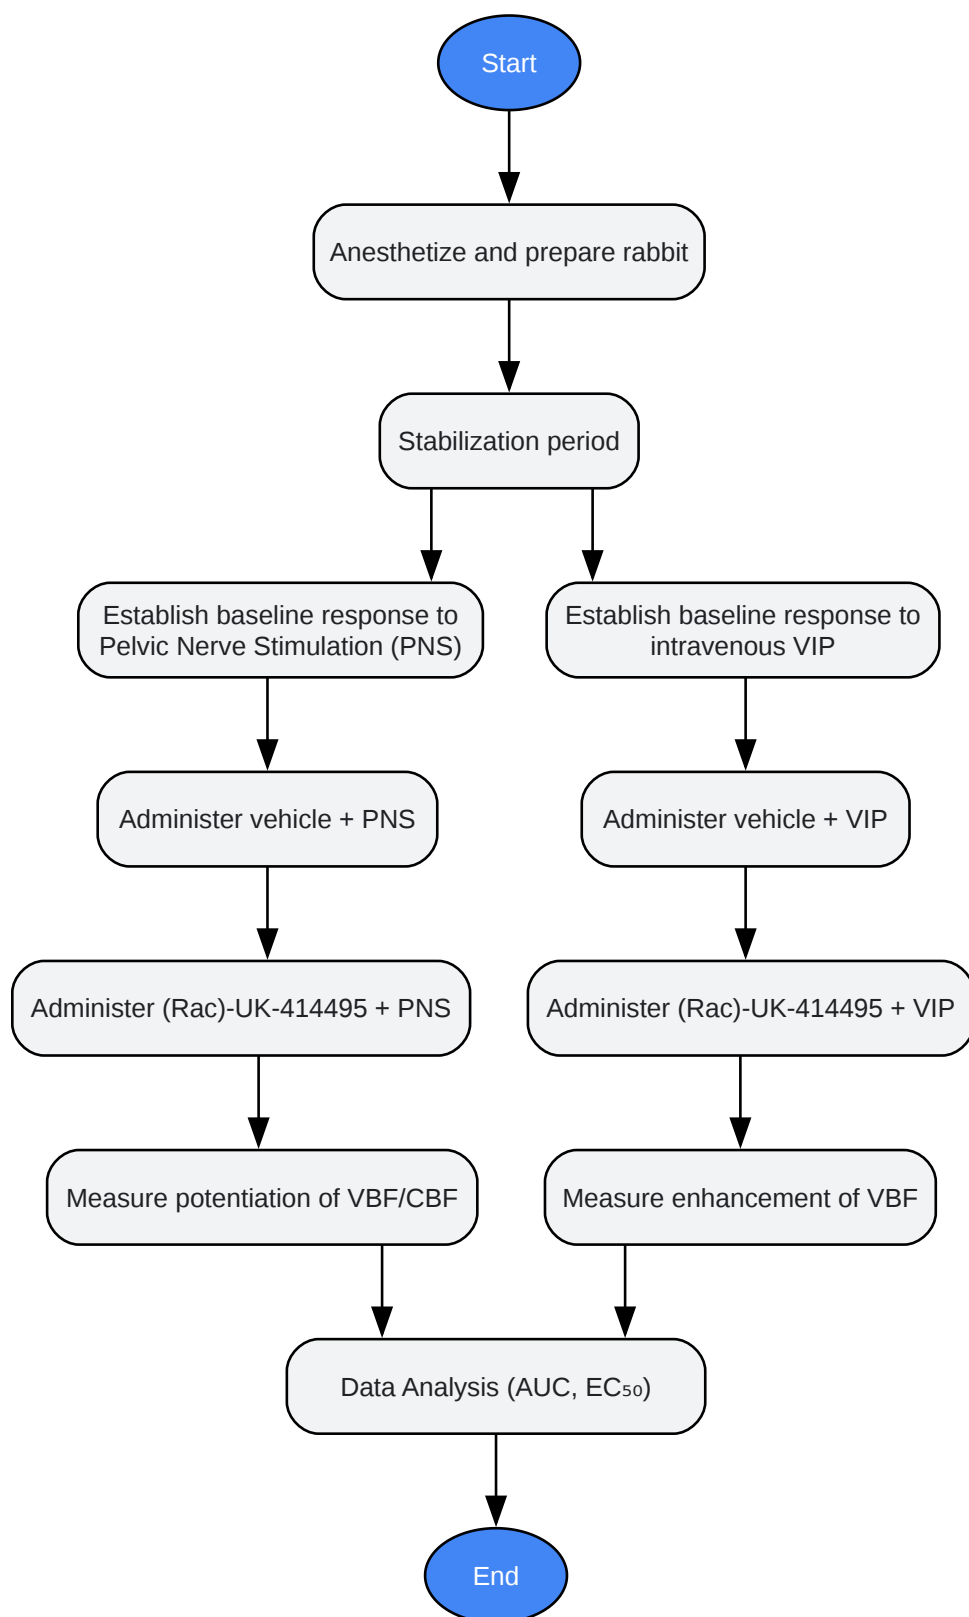 Start
Anesthetize and prepare rabbit
Stabilization period
Establish baseline response to
Pelvic Nerve Stimulation (PNS)
Establish baseline response to
intravenous VIP
Administer vehicle + PNS
Administer vehicle + VIP
Administer (Rac)-UK-414495 + PNS
Administer (Rac)-UK-414495 + VIP
Measure potentiation of VBF/CBF
Measure enhancement of VBF
Data Analysis (AUC, EC₅₀)
End